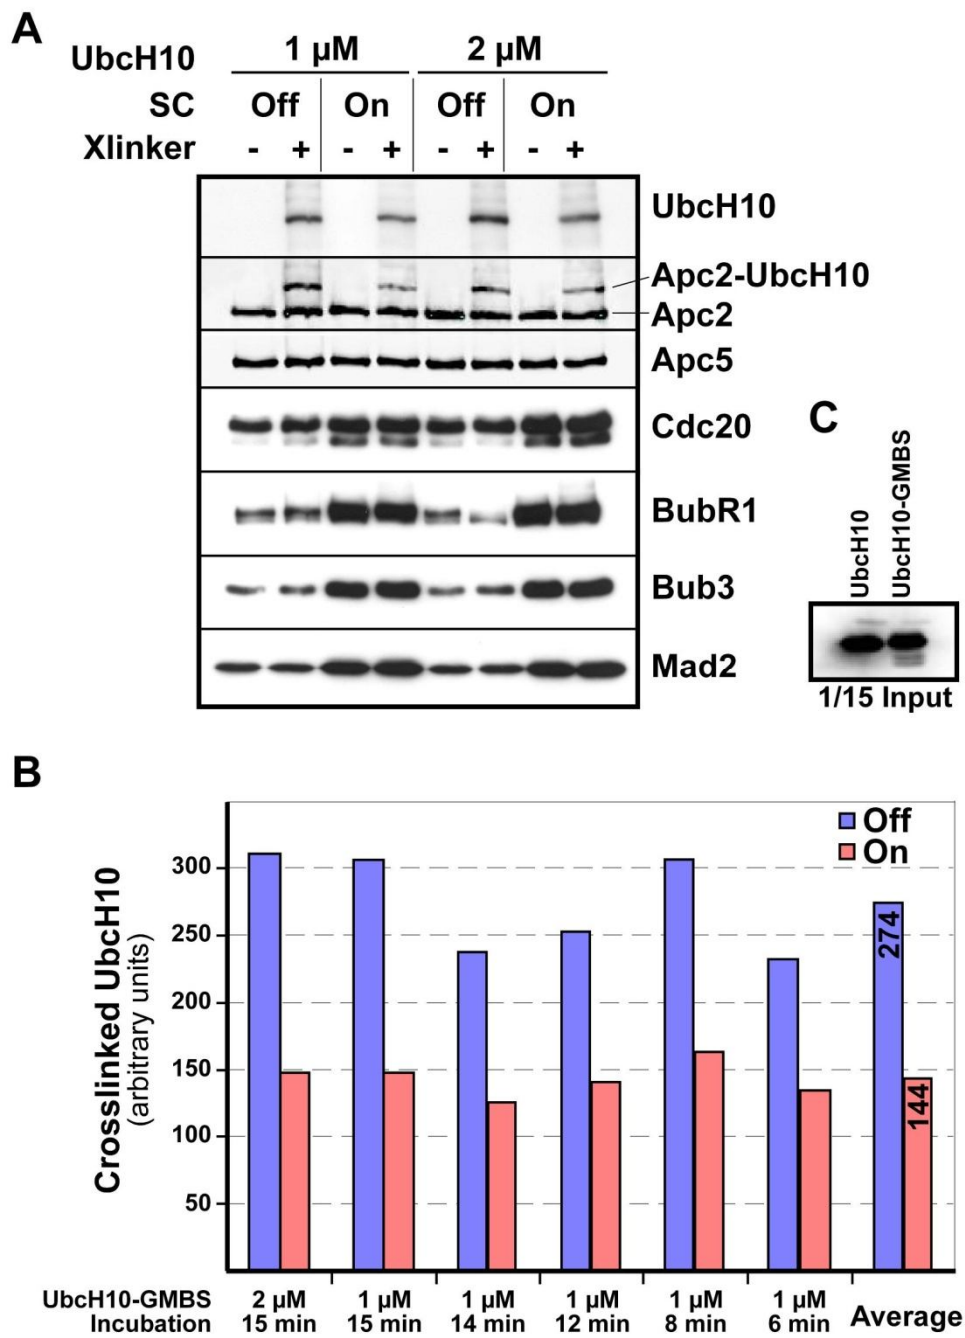 A
UbcH10 1 µM 2 µM
SC Off On Off On
Xlinker - + - + - + - +
UbcH10
Apc2-UbcH10
Apc2
Apc5
Cdc20
BubR1
Bub3
Mad2
C
UbcH10
UbcH10-GMBS
1/15 Input
B
Crosslinked UbcH10
(arbitrary units)
Off
On
300
250
200
150
100
50
274
144
UbcH10-GMBS 2 µM 1 µM 1 µM 1 µM 1 µM 1 µM
Incubation 15 min 15 min 14 min 12 min 8 min 6 min Average